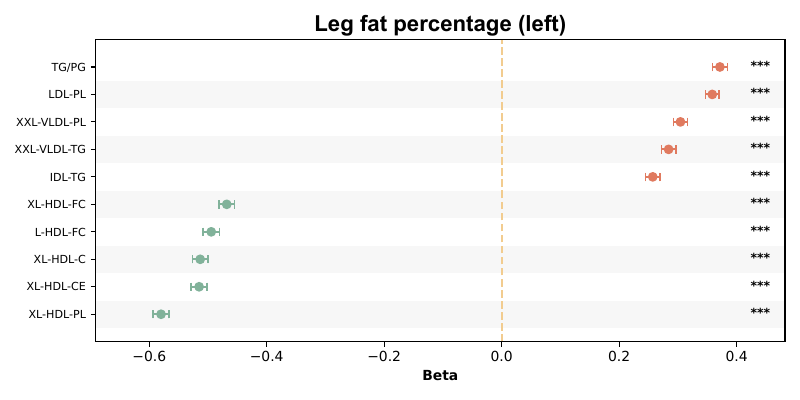 Leg fat percentage (left)
TG/PG ***
LDL-PL ***
XXL-VLDL-PL ***
XXL-VLDL-TG ***
IDL-TG ***
XL-HDL-FC ***
L-HDL-FC ***
XL-HDL-C ***
XL-HDL-CE ***
XL-HDL-PL ***
−0.6 −0.4 −0.2 0.0 0.2 0.4
Beta